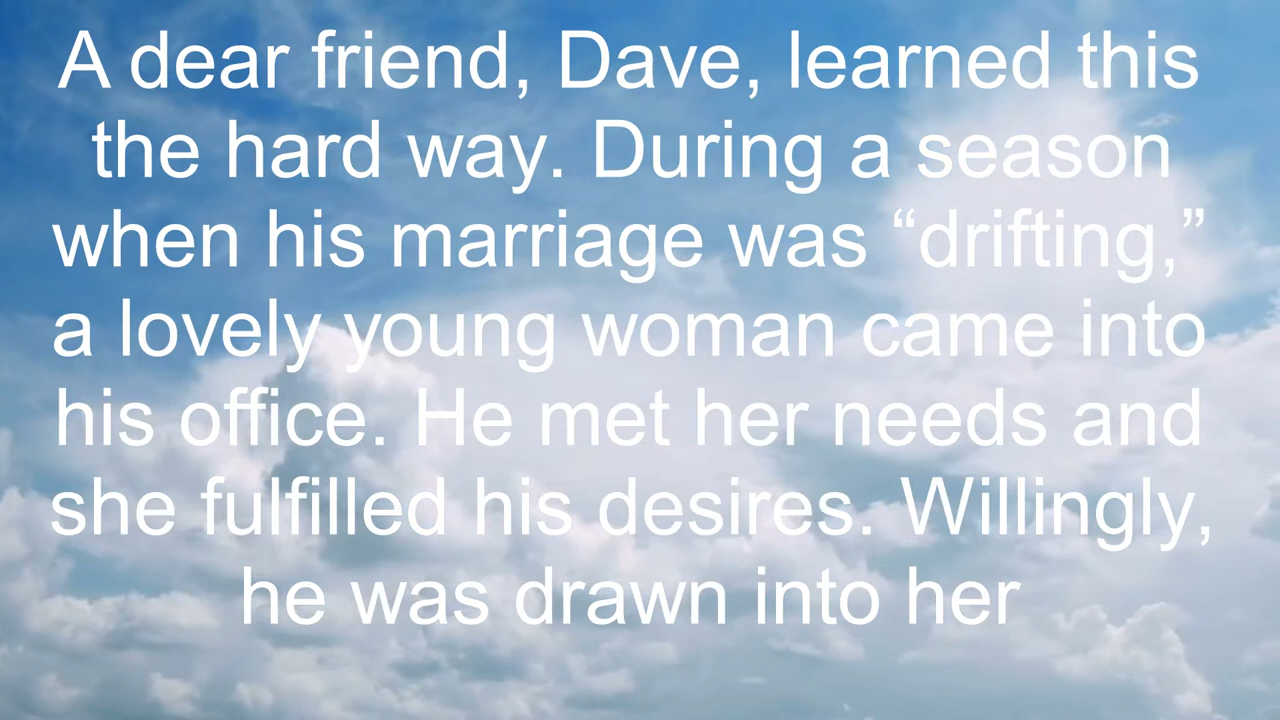 A dear friend, Dave, learned this
the hard way. During a season
when his marriage was “drifting,”
a lovely young woman came into
his office. He met her needs and
she fulfilled his desires. Willingly,
he was drawn into her